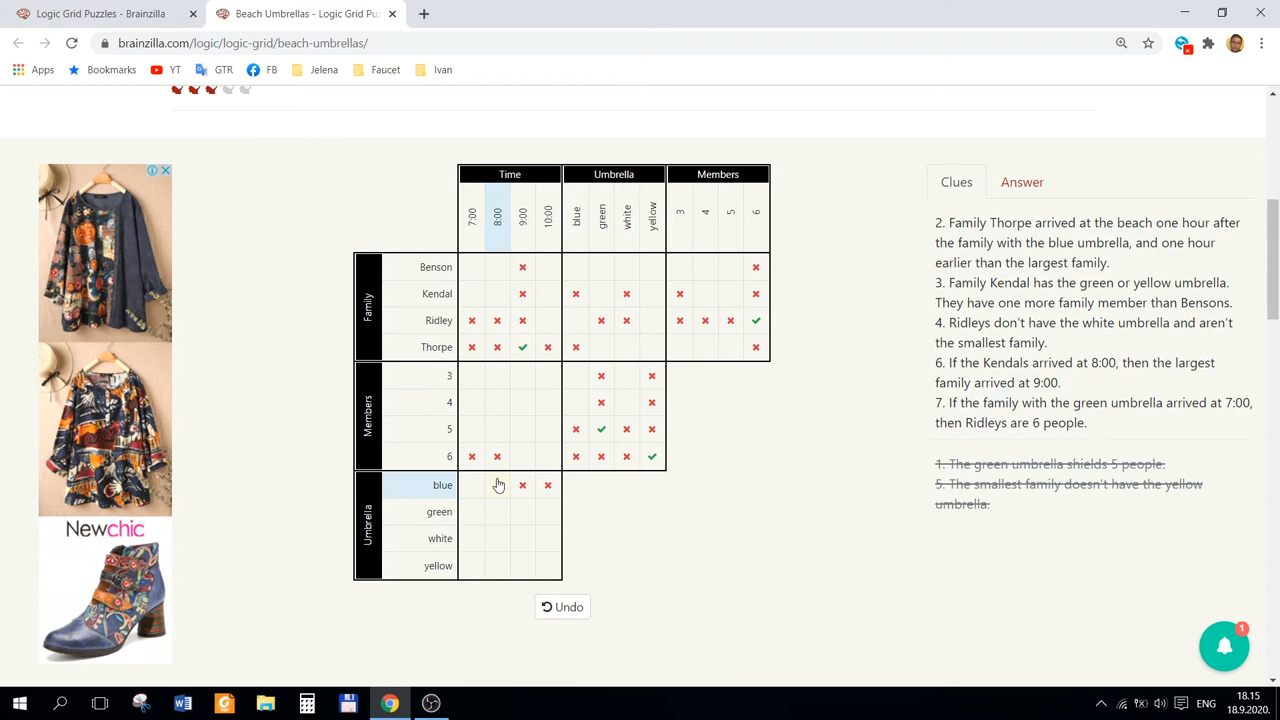 Logic Grid Puzzles - Brainzilla
Beach Umbrellas - Logic Grid Puz
brainzilla.com/logic/logic-grid/beach-umbrellas/
Apps
Bookmarks
YT
GTR
FB
Jelena
Faucet
Ivan
Time
Umbrella
Members
7:00
8:00
9:00
10:00
blue
green
white
yellow
3
4
5
6
Family
Benson
Kendal
Ridley
Thorpe
Members
3
4
5
6
Umbrella
blue
green
white
yellow
Undo
Clues
Answer
2. Family Thorpe arrived at the beach one hour after
the family with the blue umbrella, and one hour
earlier than the largest family.
3. Family Kendal has the green or yellow umbrella.
They have one more family member than Bensons.
4. Ridleys don't have the white umbrella and aren't
the smallest family.
6. If the Kendals arrived at 8:00, then the largest
family arrived at 9:00.
7. If the family with the green umbrella arrived at 7:00,
then Ridleys are 6 people.
1. The green umbrella shields 5 people.
5. The smallest family doesn't have the yellow
umbrella.
NewChic
1
ENG
18.15
18.9.2020.